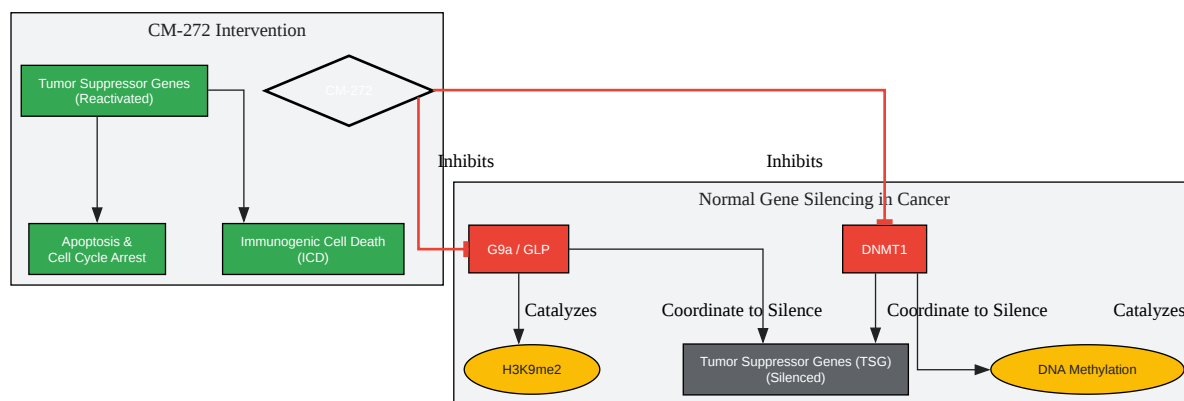 CM-272 Intervention
Tumor Suppressor Genes
(Reactivated)
CM-272
Inhibits
Inhibits
Apoptosis &
Cell Cycle Arrest
Immunogenic Cell Death
(ICD)
Normal Gene Silencing in Cancer
G9a / GLP
DNMT1
Catalyzes
Coordinate to Silence
Coordinate to Silence
Catalyzes
H3K9me2
Tumor Suppressor Genes (TSG)
(Silenced)
DNA Methylation